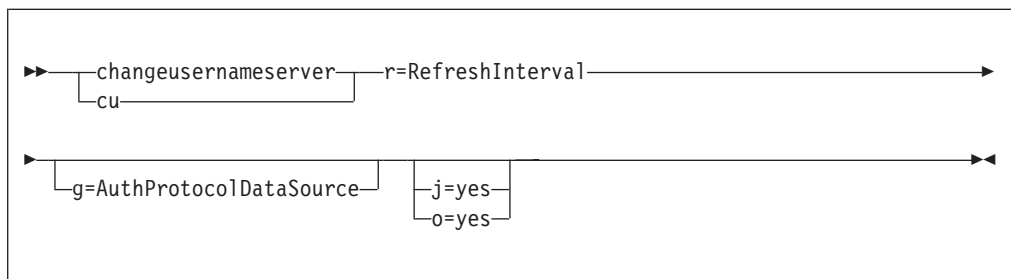 changeusernameserver r=RefreshInterval
cu
g=AuthProtocolDataSource j=yes
o=yes